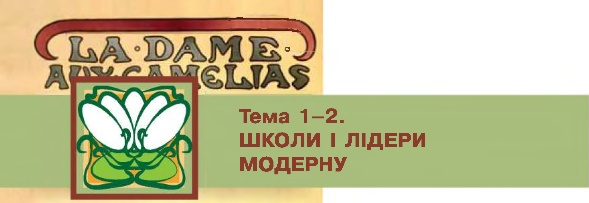 LA·DAME·
AUX CAMELIAS
Тема 1–2.
ШКОЛИ І ЛІДЕРИ
МОДЕРНУ